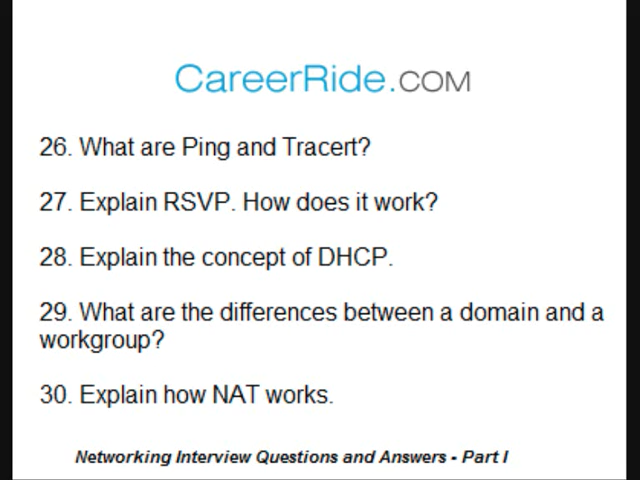 CareerRide.COM
26. What are Ping and Tracert?
27. Explain RSVP. How does it work?
28. Explain the concept of DHCP.
29. What are the differences between a domain and a
workgroup?
30. Explain how NAT works.
Networking Interview Questions and Answers - Part I